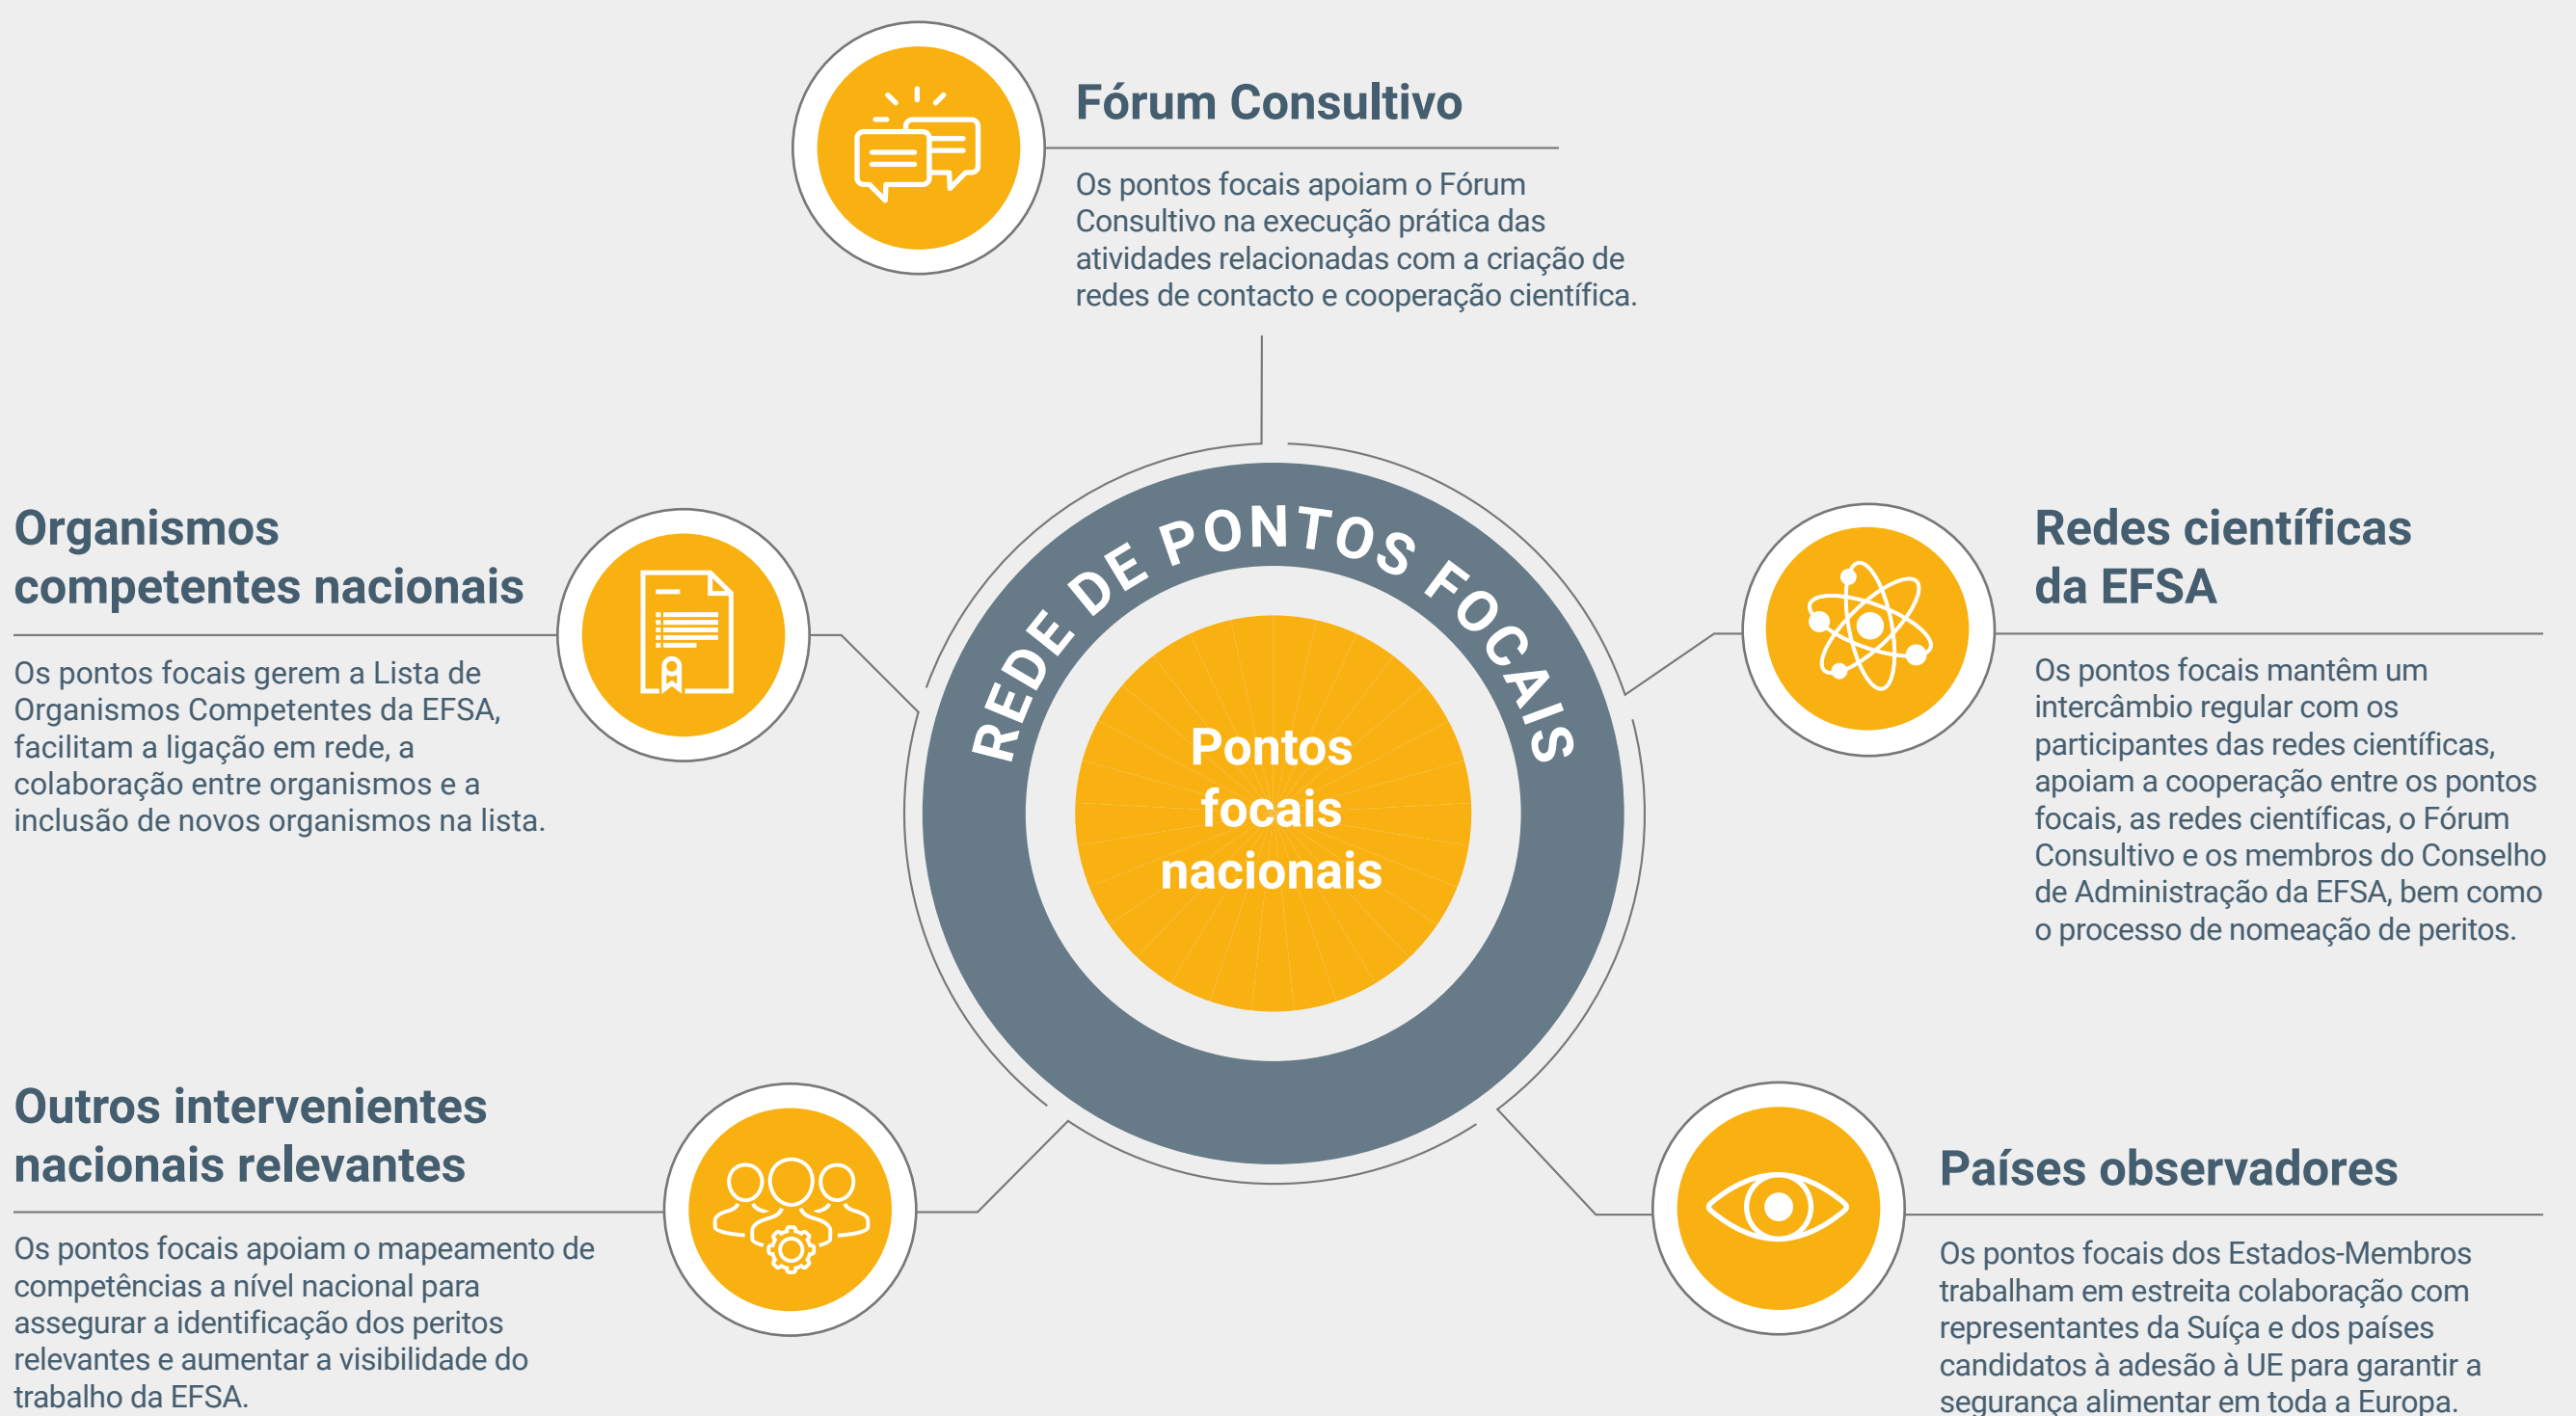 Fórum Consultivo
Os pontos focais apoiam o Fórum
Consultivo na execução prática das
atividades relacionadas com a criação de
redes de contacto e cooperação científica.
Organismos
competentes nacionais
Os pontos focais gerem a Lista de
Organismos Competentes da EFSA,
facilitam a ligação em rede, a
colaboração entre organismos e a
inclusão de novos organismos na lista.
REDE DE PONTOS FOCAIS
Pontos
focais
nacionais
Redes científicas
da EFSA
Os pontos focais mantêm um
intercâmbio regular com os
participantes das redes científicas,
apoiam a cooperação entre os pontos
focais, as redes científicas, o Fórum
Consultivo e os membros do Conselho
de Administração da EFSA, bem como
o processo de nomeação de peritos.
Outros intervenientes
nacionais relevantes
Os pontos focais apoiam o mapeamento de
competências a nível nacional para
assegurar a identificação dos peritos
relevantes e aumentar a visibilidade do
trabalho da EFSA.
Países observadores
Os pontos focais dos Estados-Membros
trabalham em estreita colaboração com
representantes da Suíça e dos países
candidatos à adesão à UE para garantir a
segurança alimentar em toda a Europa.